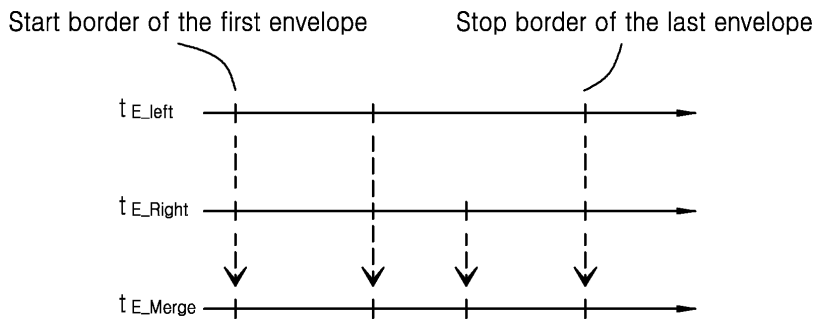 Start border of the first envelope
Stop border of the last envelope
t E_left
t E_Right
t E_Merge